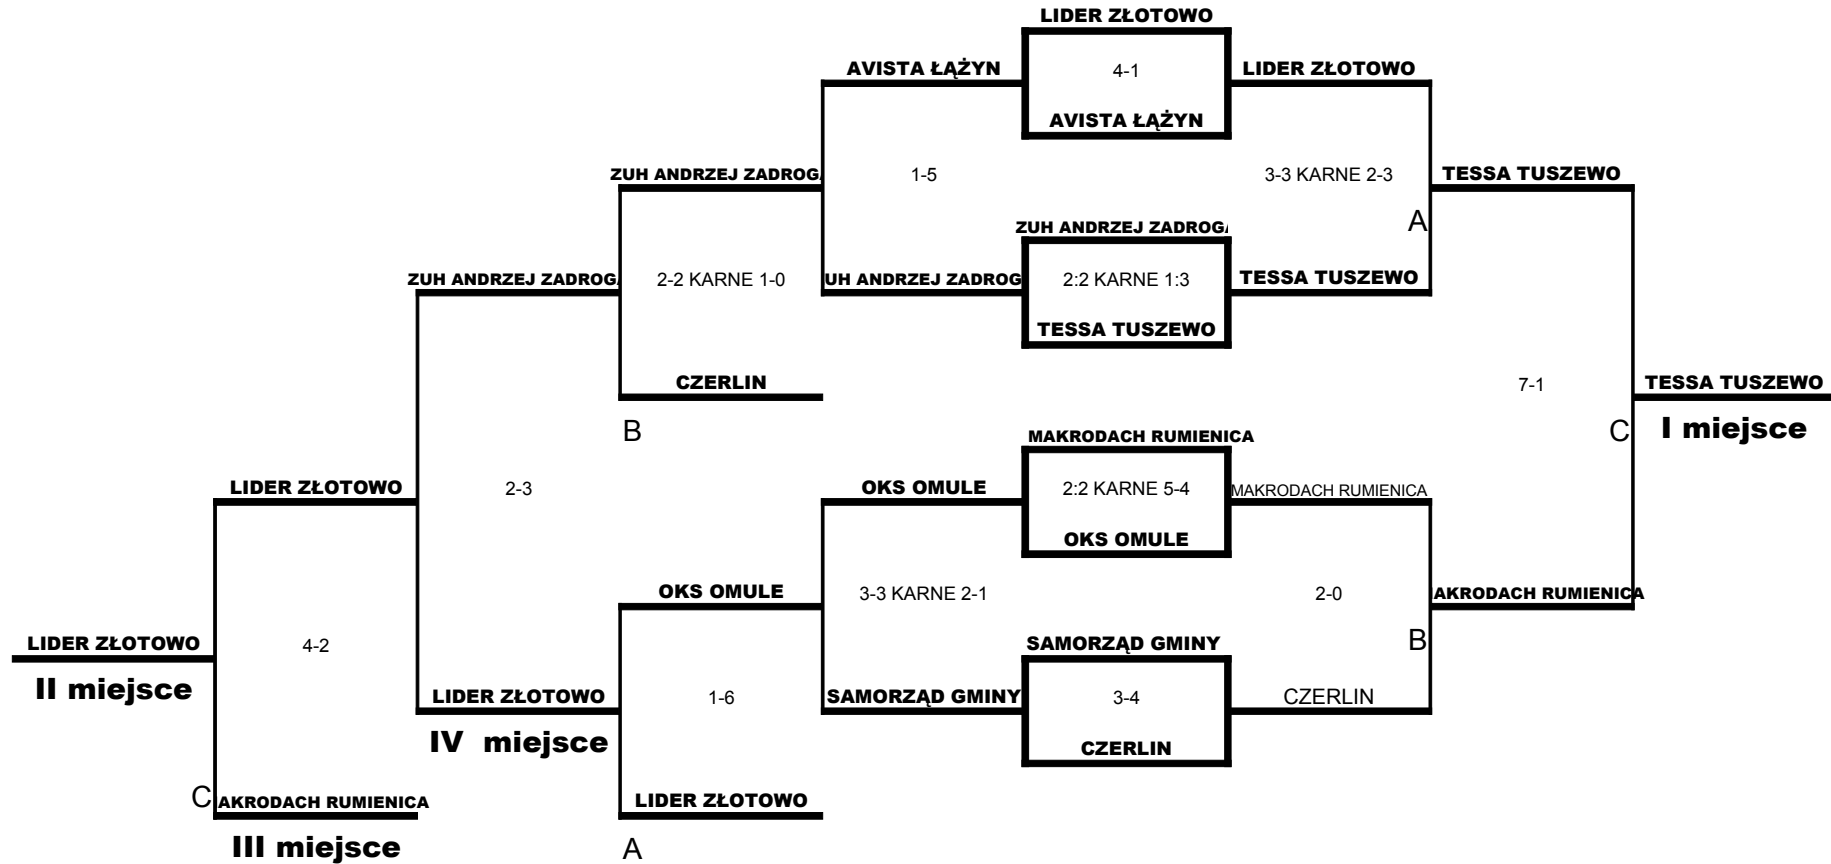 LIDER ZŁOTOWO
AVISTA ŁĄŻYN
4-1
LIDER ZŁOTOWO
AVISTA ŁĄŻYN
ZUH ANDRZEJ ZADROGA
1-5
3-3 KARNE 2-3
TESSA TUSZEWO
A
ZUH ANDRZEJ ZADROGA
ZUH ANDRZEJ ZADROGA
2-2 KARNE 1-0
UH ANDRZEJ ZADROG
2:2 KARNE 1:3
TESSA TUSZEWO
TESSA TUSZEWO
CZERLIN
7-1
TESSA TUSZEWO
B
MAKRODACH RUMIENICA
C
I miejsce
LIDER ZŁOTOWO
2-3
OKS OMULE
2:2 KARNE 5-4
MAKRODACH RUMIENICA
OKS OMULE
OKS OMULE
3-3 KARNE 2-1
2-0
AKRODACH RUMIENICA
LIDER ZŁOTOWO
4-2
SAMORZĄD GMINY
B
II miejsce
LIDER ZŁOTOWO
1-6
SAMORZĄD GMINY
3-4
CZERLIN
IV miejsce
CZERLIN
C
AKRODACH RUMIENICA
LIDER ZŁOTOWO
III miejsce
A